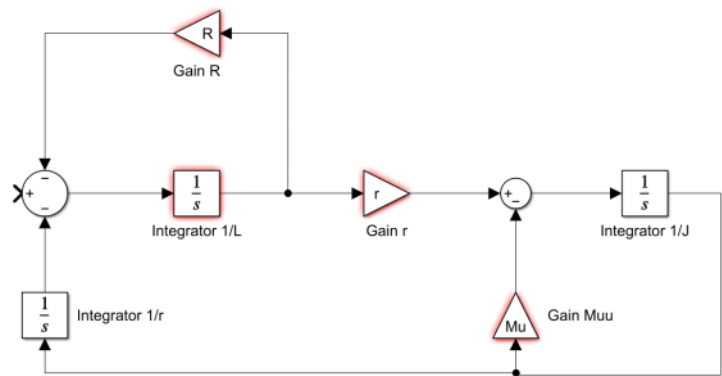 R
Gain R
−
+
−
1
s
Integrator 1/L
r
Gain r
+
−
1
s
Integrator 1/J
1
s
Integrator 1/r
Mu
Gain Muu